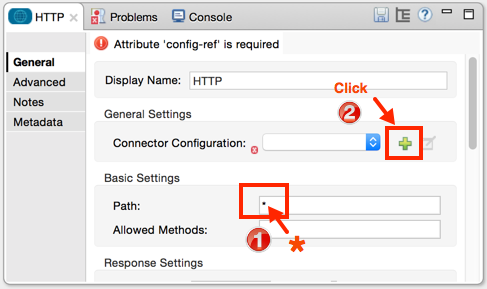 HTTP Problems Console
Attribute 'config-ref' is required
General
Advanced
Notes
Metadata
Display Name: HTTP
Click
2
General Settings
Connector Configuration:
Basic Settings
Path: *
Allowed Methods:
1 *
Response Settings